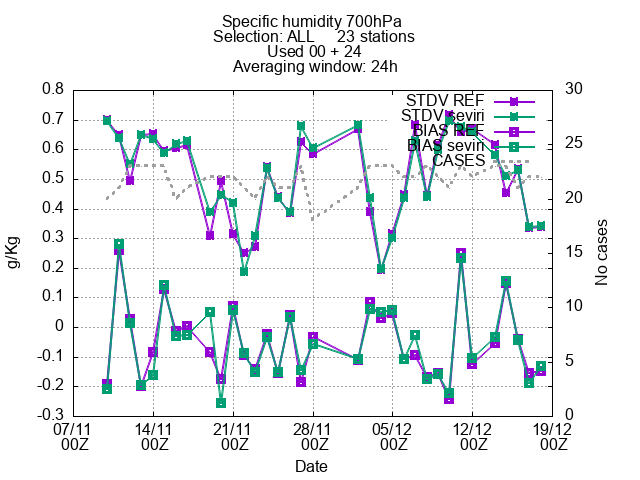 Specific humidity 700hPa
Selection: ALL 23 stations
Used 00 + 24
Averaging window: 24h
STDV REF
STDV seviri
BIAS REF
BIAS seviri
CASES
0.8
0.7
0.6
0.5
0.4
0.3
0.2
0.1
0
-0.1
-0.2
-0.3
g/Kg
30
25
20
15
10
5
0
No cases
07/11 14/11 21/11 28/11 05/12 12/12 19/12
00Z 00Z 00Z 00Z 00Z 00Z 00Z
Date